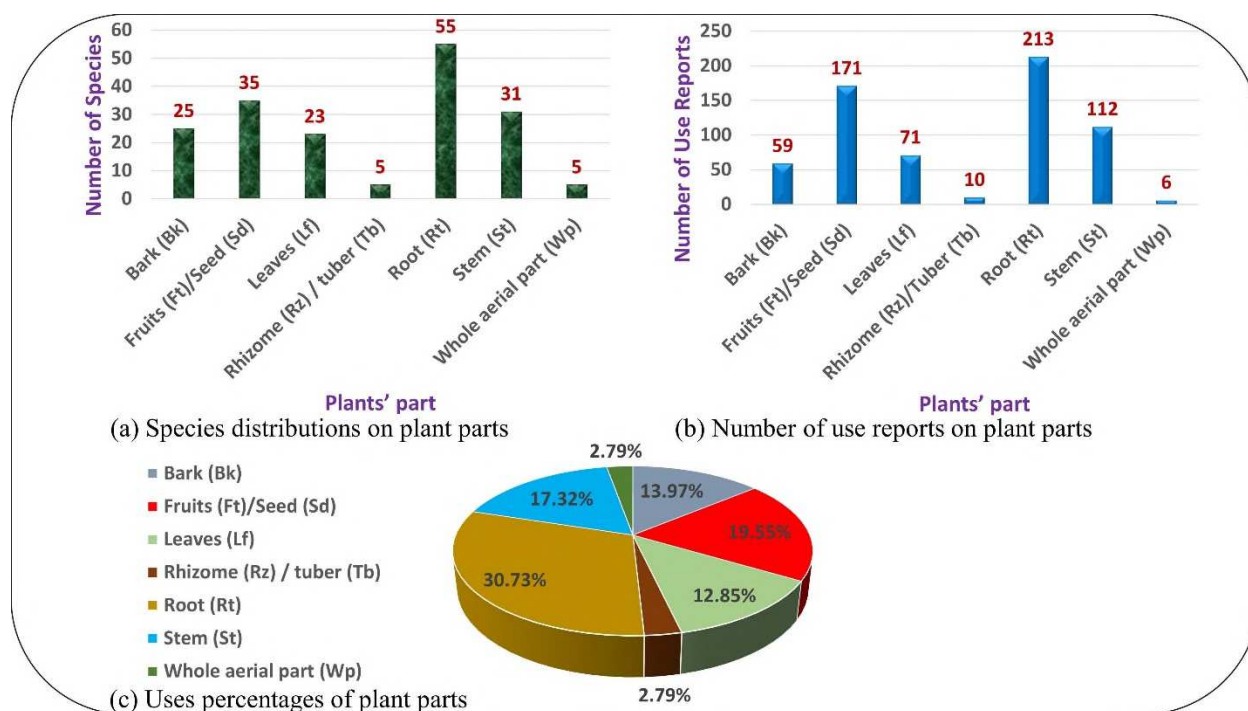 Number of Species
60
50
40
30
20
10
0
25
35
23
5
55
31
5
Bark (Bk)
Fruits (Ft)/Seed (Sd)
Leaves (Lf)
Rhizome (Rz) / tuber (Tb)
Root (Rt)
Stem (St)
Whole aerial part (Wp)
Plants’ part
(a) Species distributions on plant parts
Number of Use Reports
250
200
150
100
50
0
59
171
71
10
213
112
6
Bark (Bk)
Fruits (Ft)/Seed (Sd)
Leaves (Lf)
Rhizome (Rz)/Tuber (Tb)
Root (Rt)
Stem (St)
Whole aerial part (Wp)
Plants’ part
(b) Number of use reports on plant parts
Bark (Bk)
Fruits (Ft)/Seed (Sd)
Leaves (Lf)
Rhizome (Rz) / tuber (Tb)
Root (Rt)
Stem (St)
Whole aerial part (Wp)
2.79%
13.97%
17.32%
19.55%
30.73%
12.85%
2.79%
(c) Uses percentages of plant parts